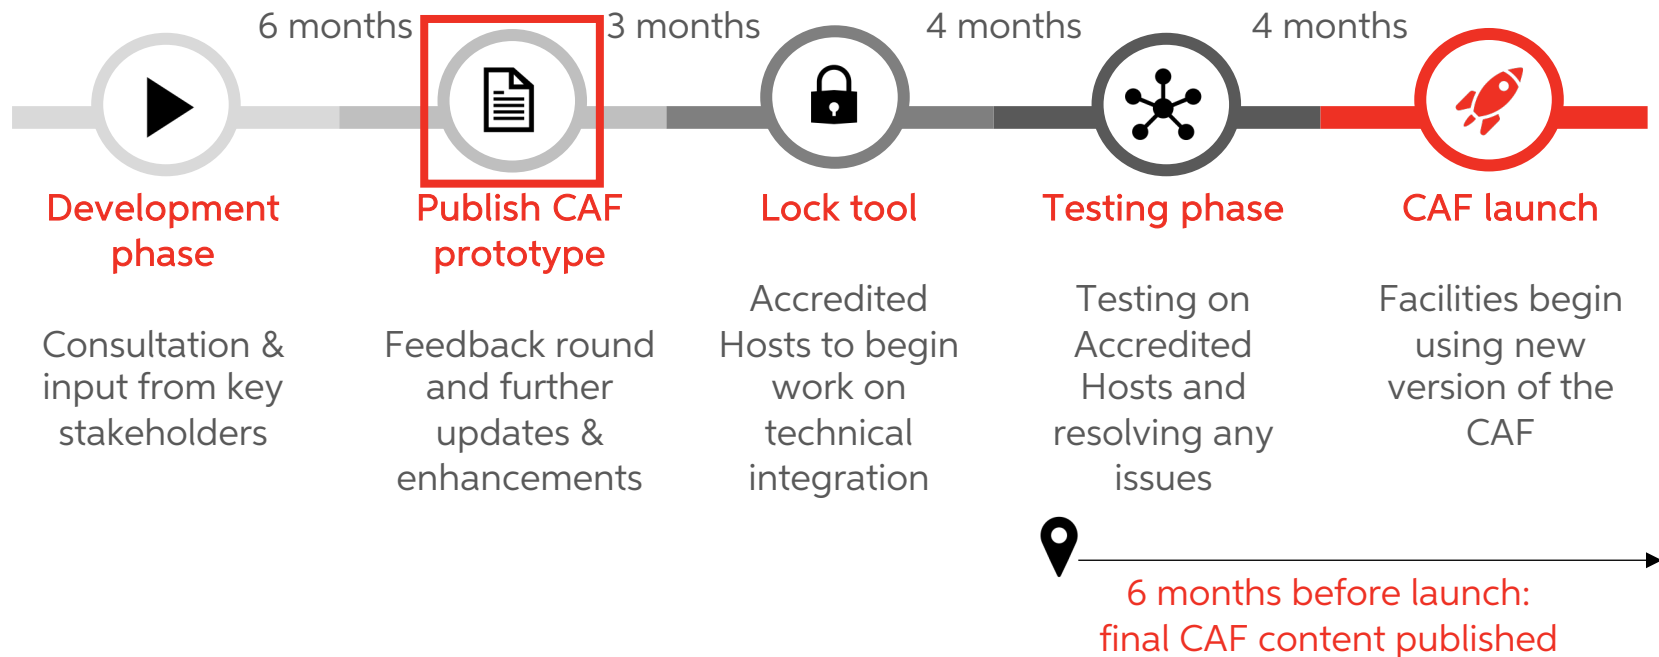 6 months
3 months
4 months
4 months
Development
phase
Consultation &
input from key
stakeholders
Publish CAF
prototype
Feedback round
and further
updates &
enhancements
Lock tool
Accredited
Hosts to begin
work on
technical
integration
Testing phase
Testing on
Accredited
Hosts and
resolving any
issues
CAF launch
Facilities begin
using new
version of the
CAF
6 months before launch:
final CAF content published